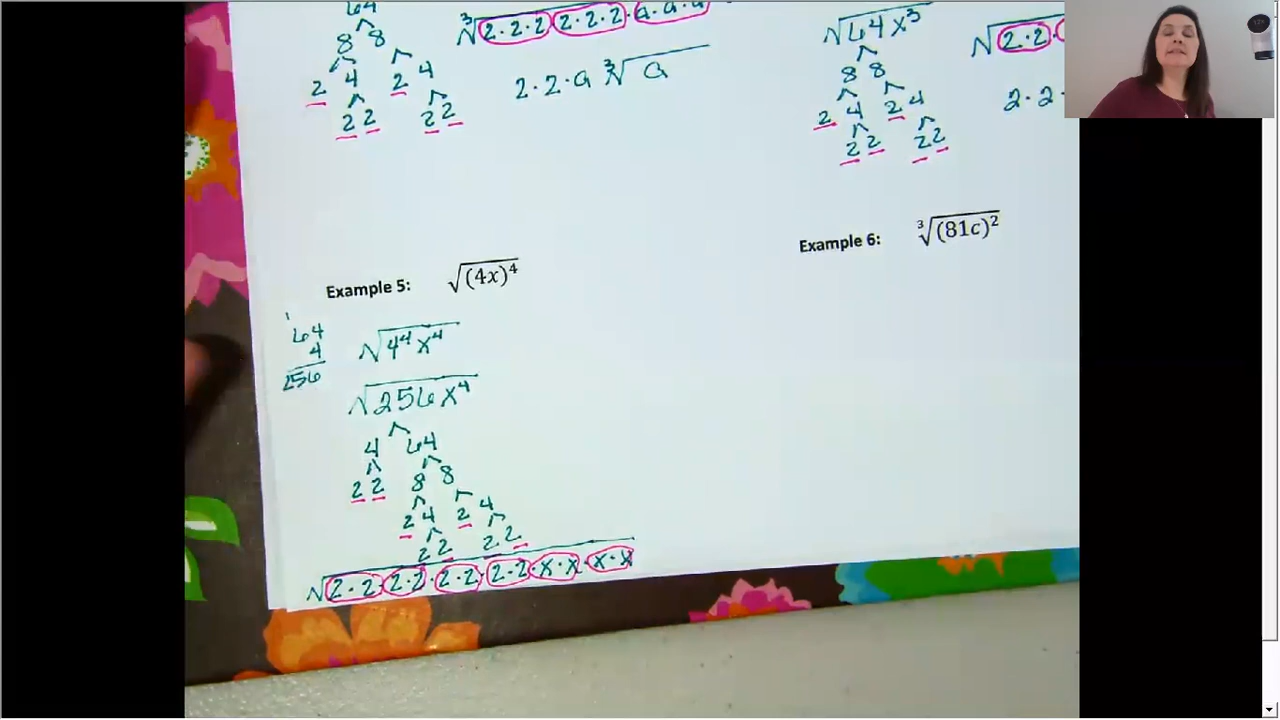 64
8 8
2 4 2 4
2 2 2 2
∛2·2·2 2·2·2·a·a·a
2·2·a ∛a
√64x³
8 8
2 4 2 4
2 2 2 2
√2·2·
2·2·
Example 5: √(4x)⁴
64
4
256
√4⁴x⁴
√256x⁴
4 64
2 2 8 8
2 4 2 4
2 2 2 2
√2·2·2·2·2·2·2·2·x·x·x·x
Example 6: ∛(81c)²